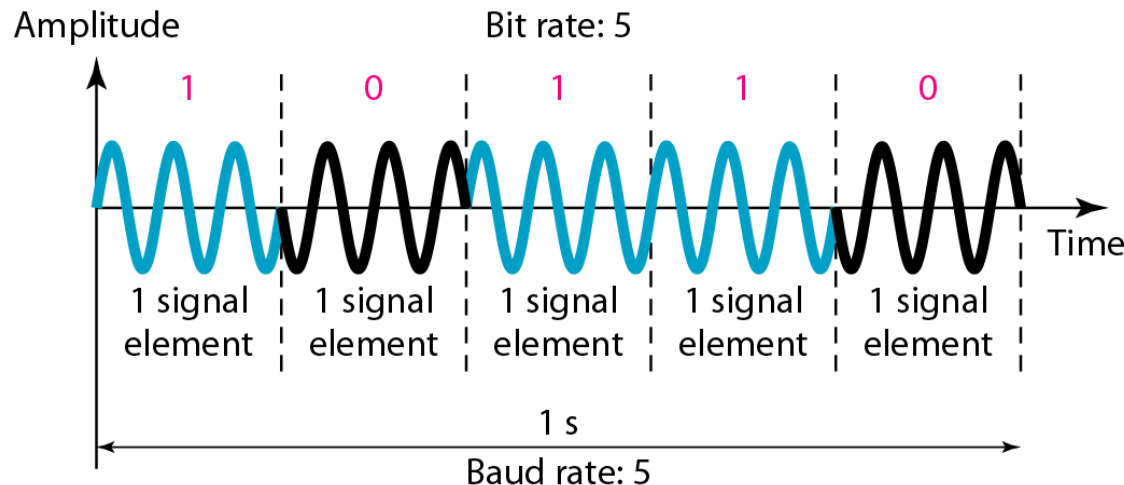 Amplitude
Bit rate: 5
1 0 1 1 0
Time
1 signal element
1 signal element
1 signal element
1 signal element
1 signal element
1 s
Baud rate: 5